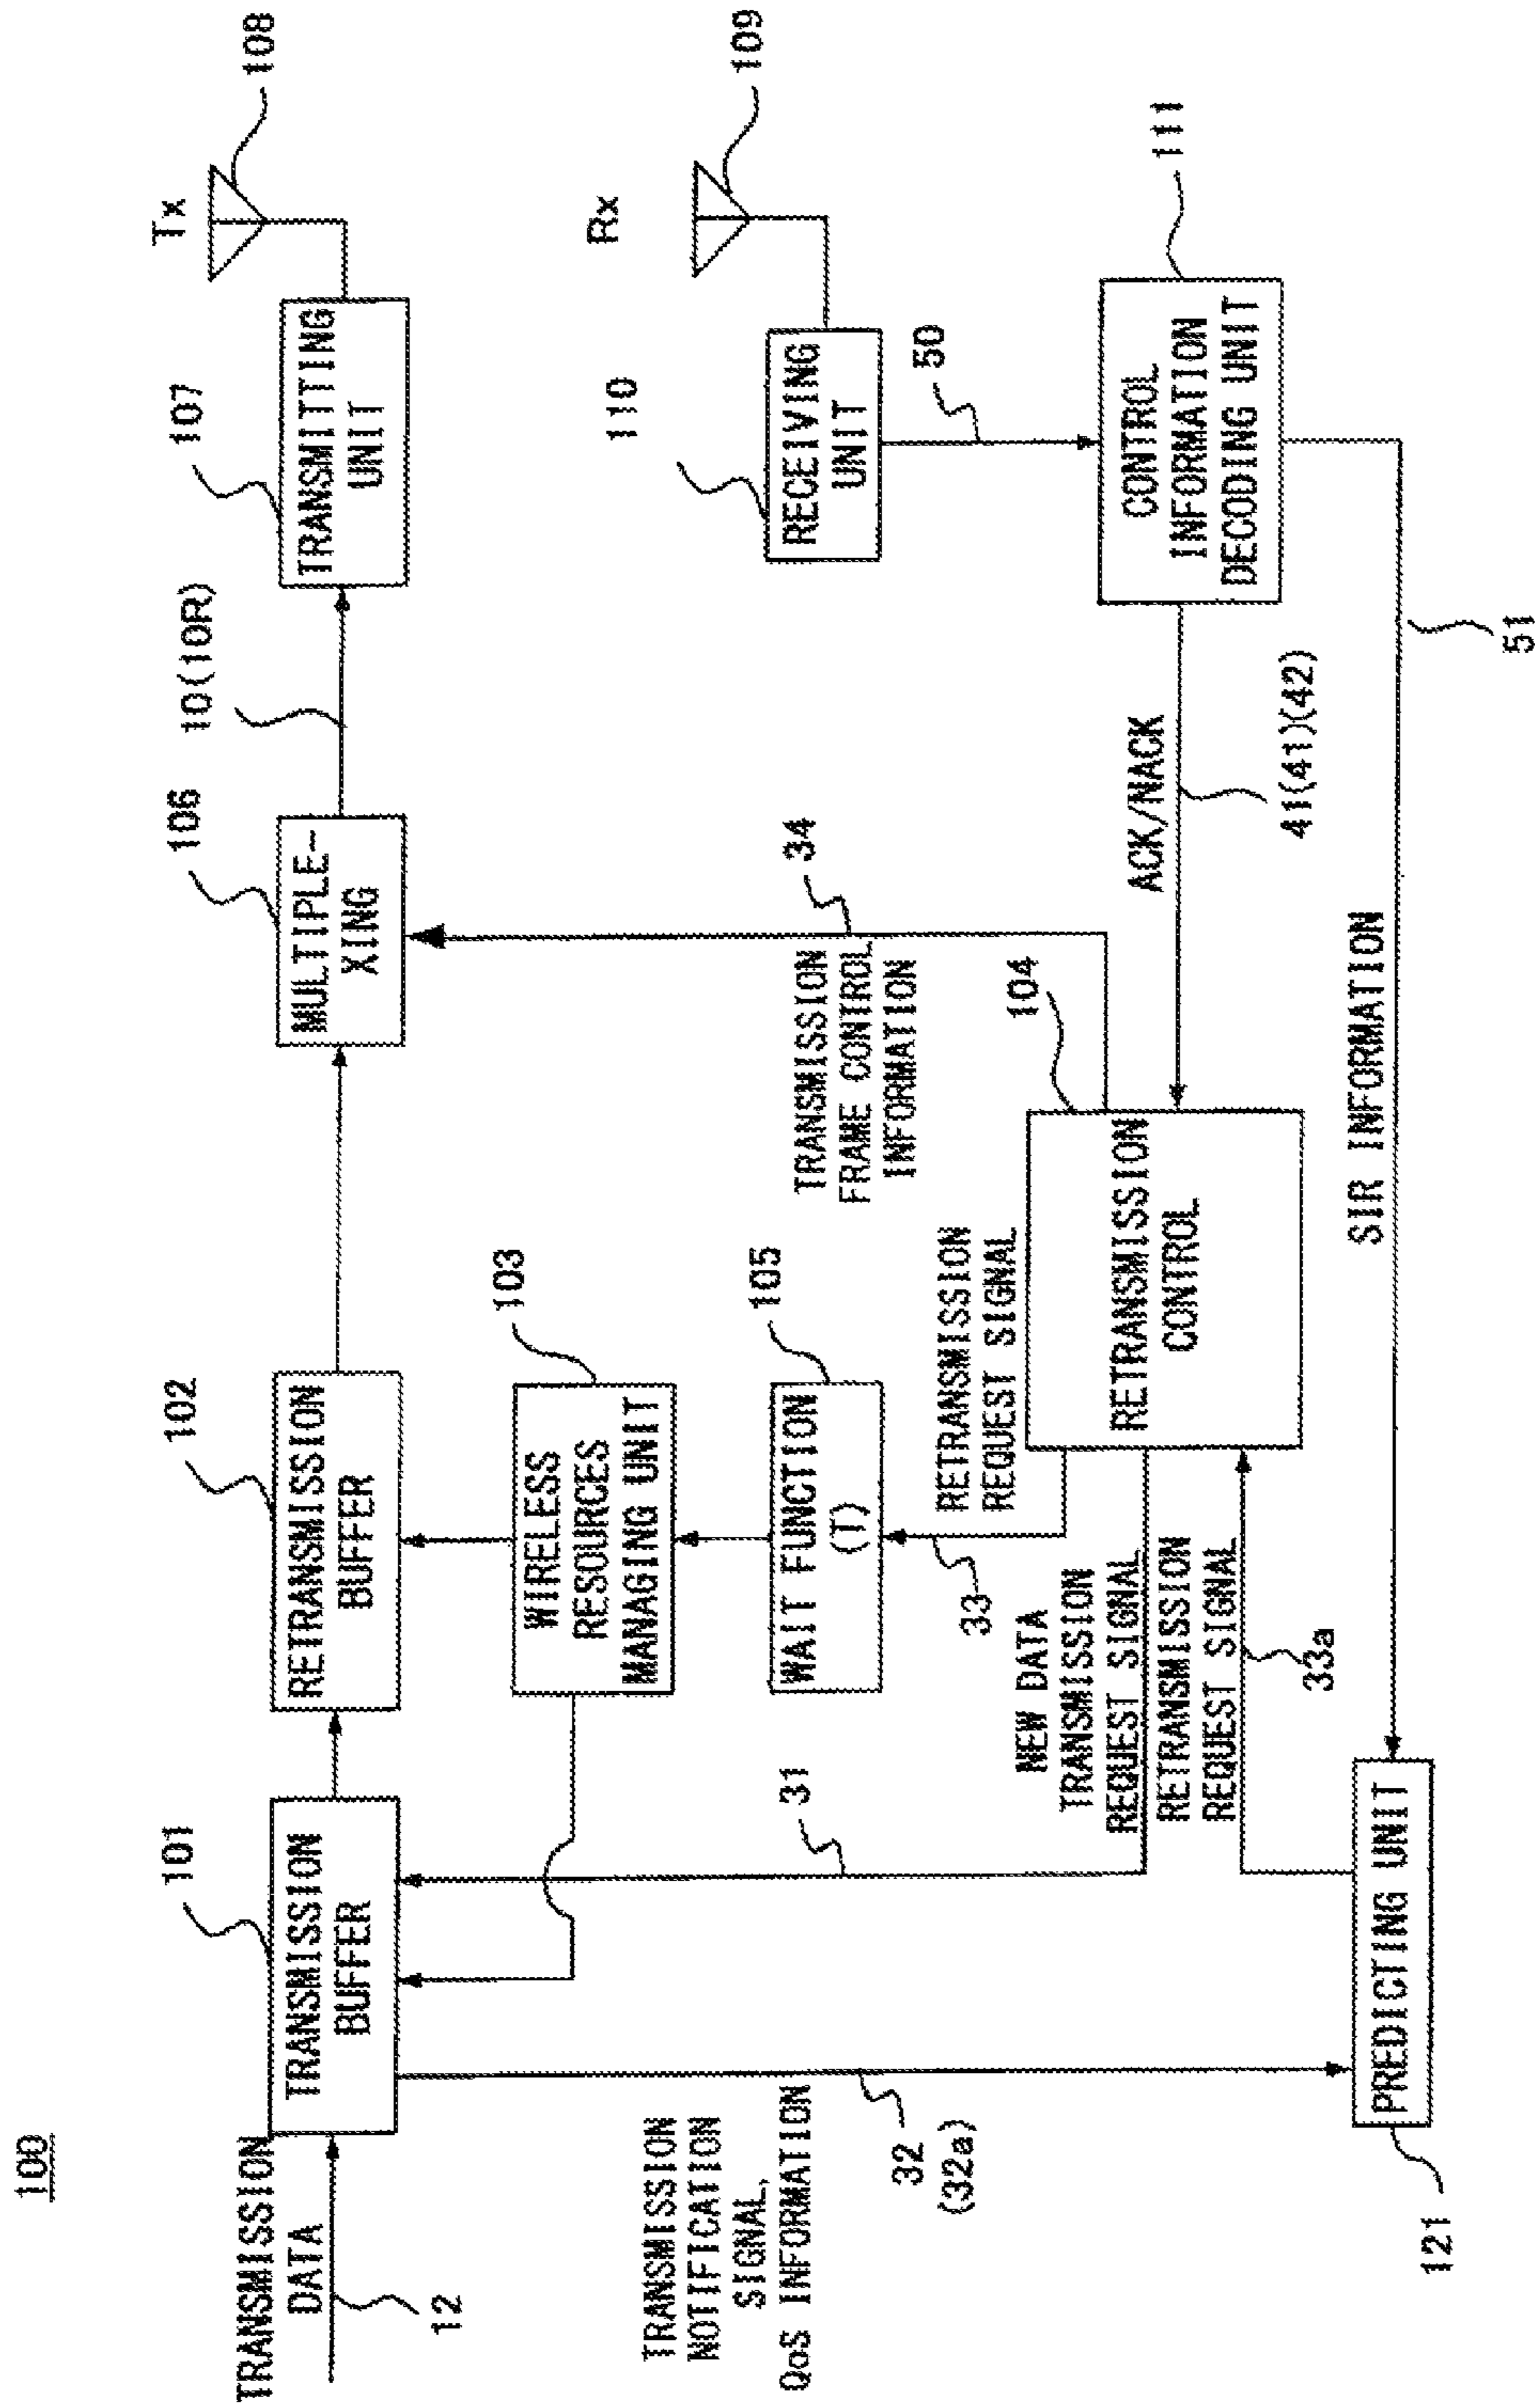 100
TRANSMISSION
DATA
12
101
TRANSMISSION
BUFFER
102
RETRANSMISSION
BUFFER
106
MULTIPLE-
XING
10(10R)
107
TRANSMITTING
UNIT
Tx
108
103
WIRELESS
RESOURCES
MANAGING UNIT
105
WAIT FUNCTION
(T)
TRANSMISSION
NOTIFICATION
SIGNAL,
QoS INFORMATION
32
(32a)
31
NEW DATA
TRANSMISSION
REQUEST SIGNAL
RETRANSMISSION
REQUEST SIGNAL
33a
33
RETRANSMISSION
REQUEST SIGNAL
104
RETRANSMISSION
CONTROL
TRANSMISSION
FRAME CONTROL
INFORMATION
34
ACK/NACK
41(41)(42)
Rx
109
110
RECEIVING
UNIT
50
111
CONTROL
INFORMATION
DECODING UNIT
51
SIR INFORMATION
PREDICTING UNIT
121